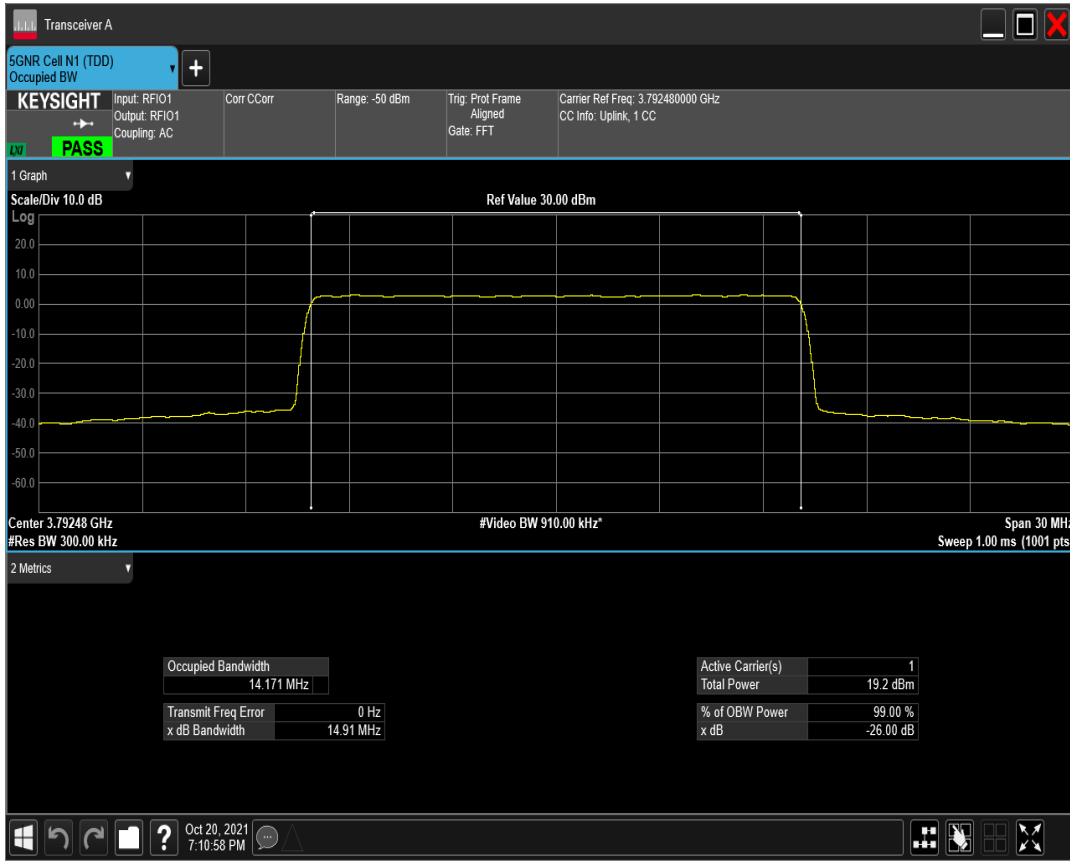 Transceiver A
5GNR Cell N1 (TDD)
Occupied BW
+
KEYSIGHT
LXI
PASS
Input: RFIO1
Output: RFIO1
Coupling: AC
Corr CCorr
Range: -50 dBm
Trig: Prot Frame
Aligned
Gate: FFT
Carrier Ref Freq: 3.792480000 GHz
CC Info: Uplink, 1 CC
1 Graph
Scale/Div 10.0 dB
Ref Value 30.00 dBm
Log
20.0
10.0
0.00
-10.0
-20.0
-30.0
-40.0
-50.0
-60.0
Center 3.79248 GHz
#Video BW 910.00 kHz*
Span 30 MHz
#Res BW 300.00 kHz
Sweep 1.00 ms (1001 pts
2 Metrics
Occupied Bandwidth
14.171 MHz
Transmit Freq Error 0 Hz
x dB Bandwidth 14.91 MHz
Active Carrier(s) 1
Total Power 19.2 dBm
% of OBW Power 99.00 %
x dB -26.00 dB
?
Oct 20, 2021
7:10:58 PM